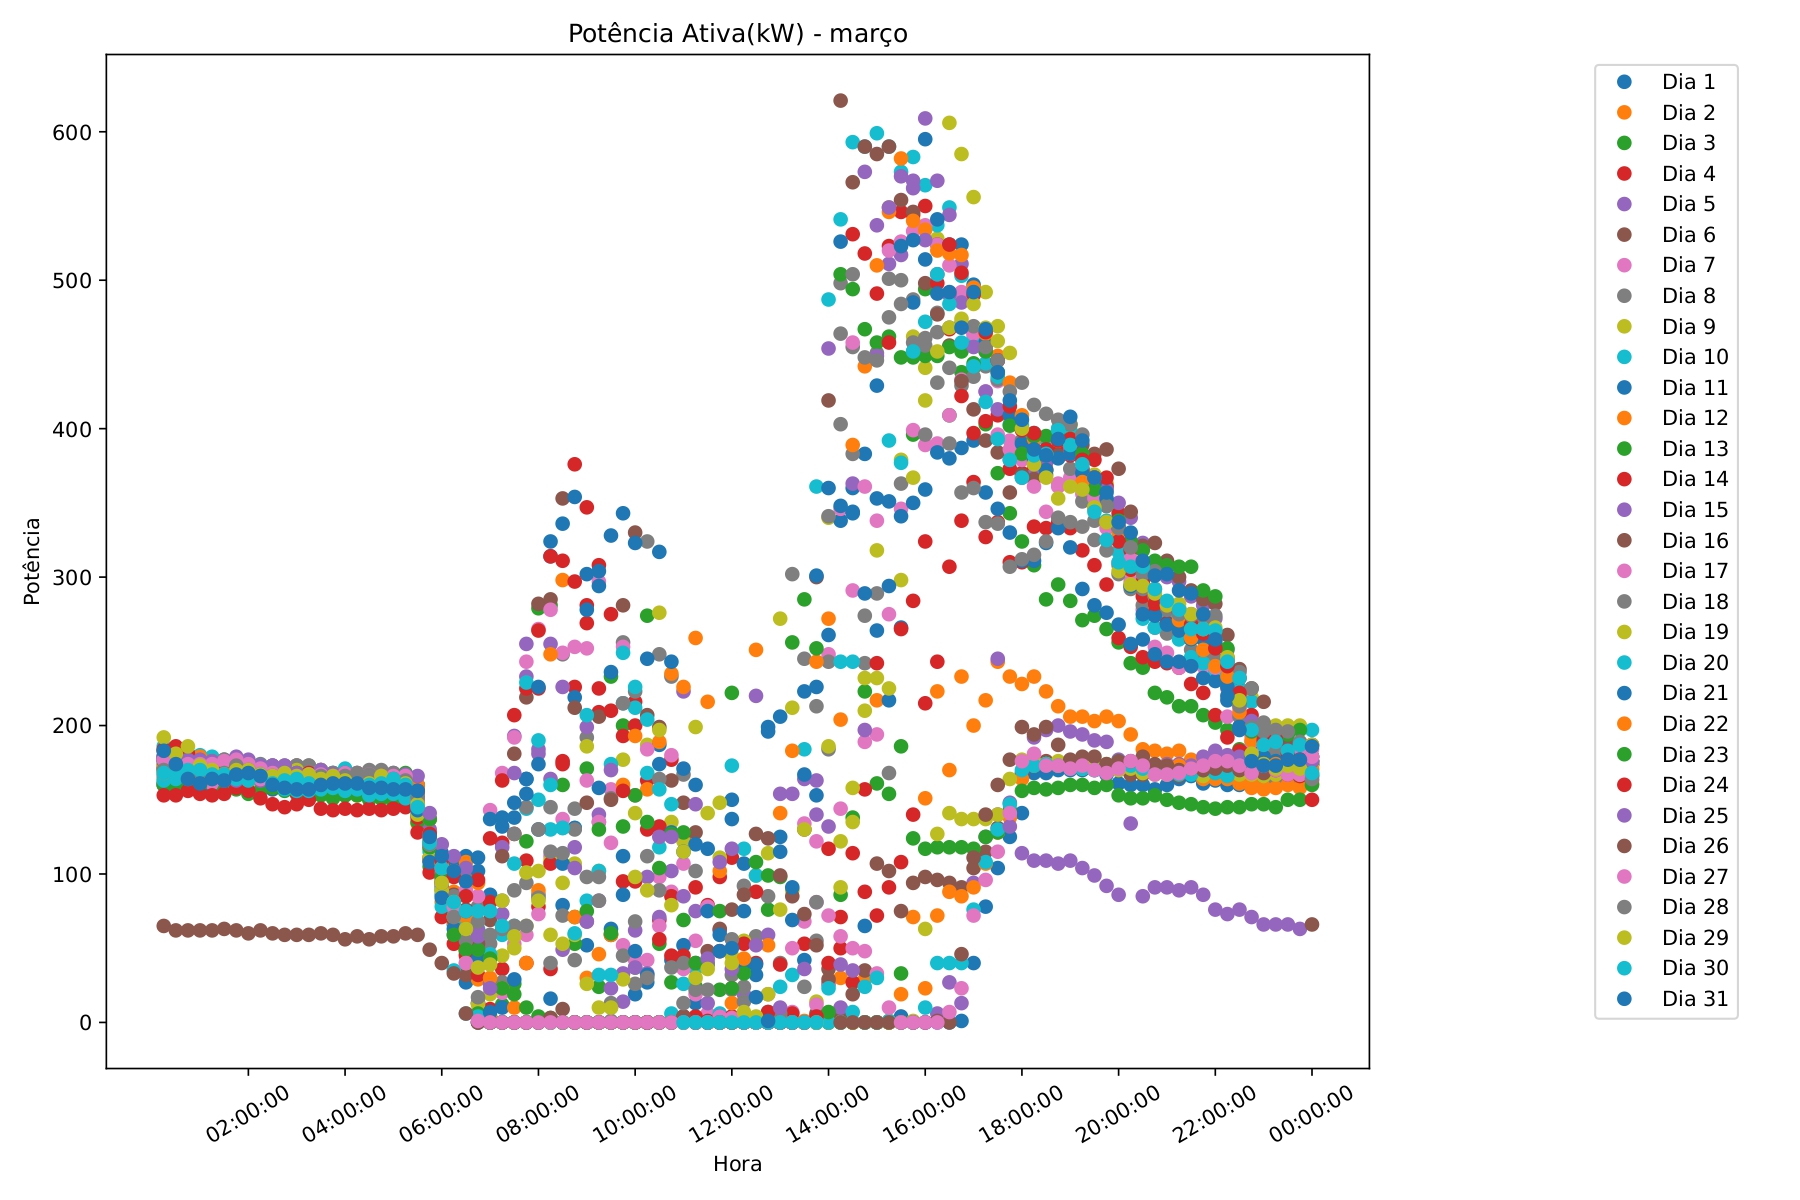 Potência Ativa(kW) - março
Potência
600
500
400
300
200
100
0
02:00:00
04:00:00
06:00:00
08:00:00
10:00:00
12:00:00
14:00:00
16:00:00
18:00:00
20:00:00
22:00:00
00:00:00
Hora
Dia 1
Dia 2
Dia 3
Dia 4
Dia 5
Dia 6
Dia 7
Dia 8
Dia 9
Dia 10
Dia 11
Dia 12
Dia 13
Dia 14
Dia 15
Dia 16
Dia 17
Dia 18
Dia 19
Dia 20
Dia 21
Dia 22
Dia 23
Dia 24
Dia 25
Dia 26
Dia 27
Dia 28
Dia 29
Dia 30
Dia 31